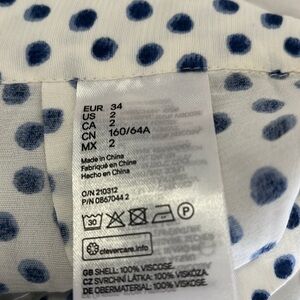 EUR 34
US 2
CA 2
CN 160/64A
MX 2
Made in China
Fabriqué en Chine
Hecho en China
O/N 210312
P/N 0867044 2
30
clevercare.info
GB SHELL: 100% VISCOSE.
CZ SVRCHNÍ LÁTKA: 100% VISKÓZA.
DE OBERMATERIAL: 100% VISKOSE.